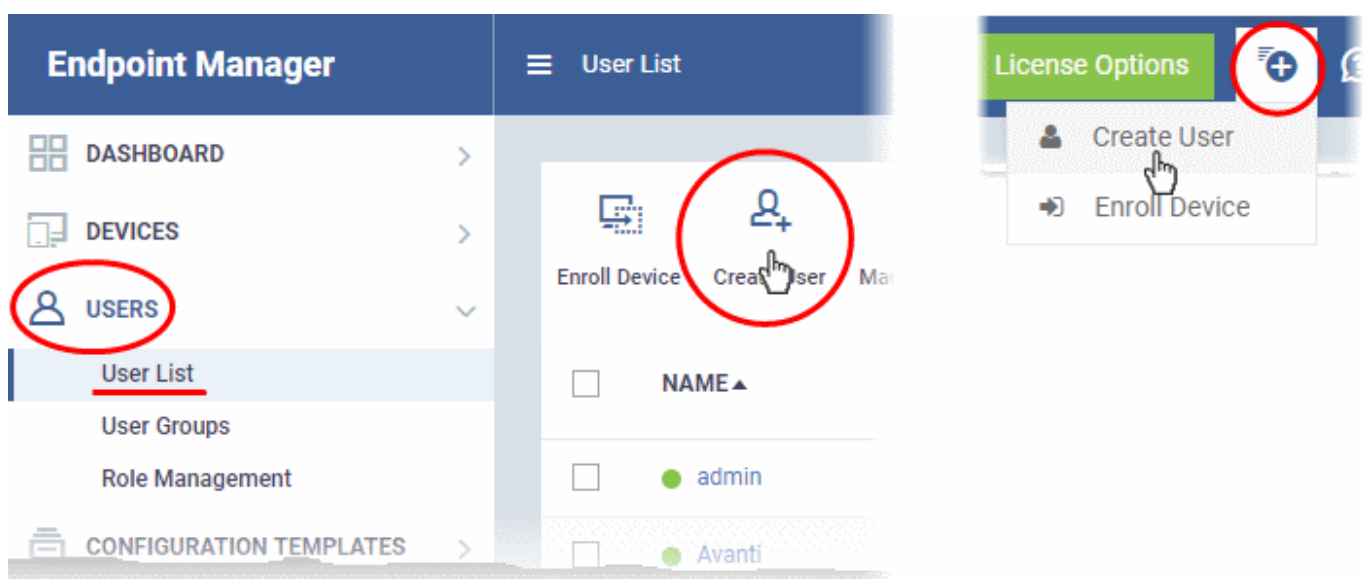 Endpoint Manager
User List
License Options
DASHBOARD
Create User
DEVICES
Enroll Device
Enroll Device
USERS
User List
NAME
User Groups
Role Management
admin
CONFIGURATION TEMPLATES
Avanti